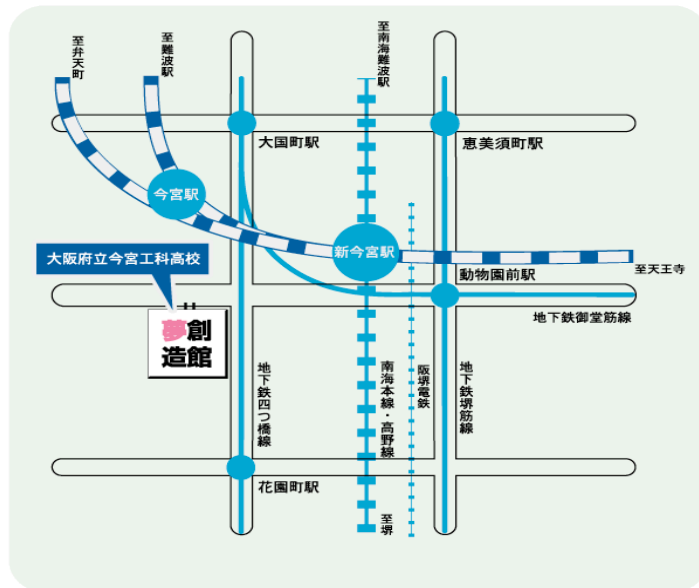 至弁天町
至難波駅
至南海難波駅
大国町駅
恵美須町駅
今宮駅
大阪府立今宮工科高校
新今宮駅
動物園前駅
至天王寺
地下鉄御堂筋線
夢創
造館
地下鉄四つ橋線
南海本線・高野線
阪堺電鉄
地下鉄堺筋線
花園町駅
至堺